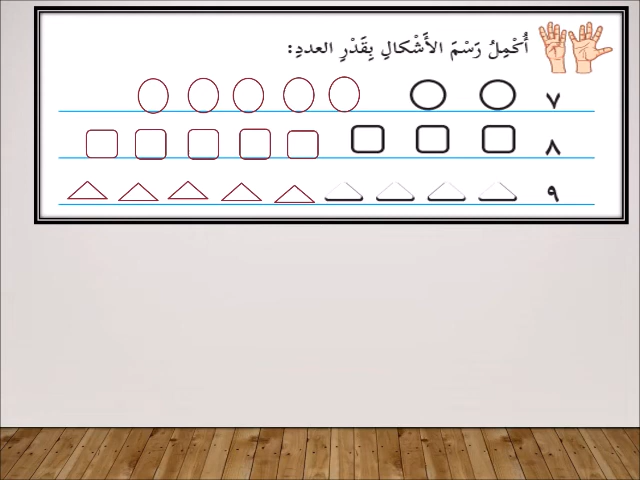 أُكْمِلُ رَسْمَ الأَشْكالِ بِقَدْرِ العددِ:
٧
٨
٩